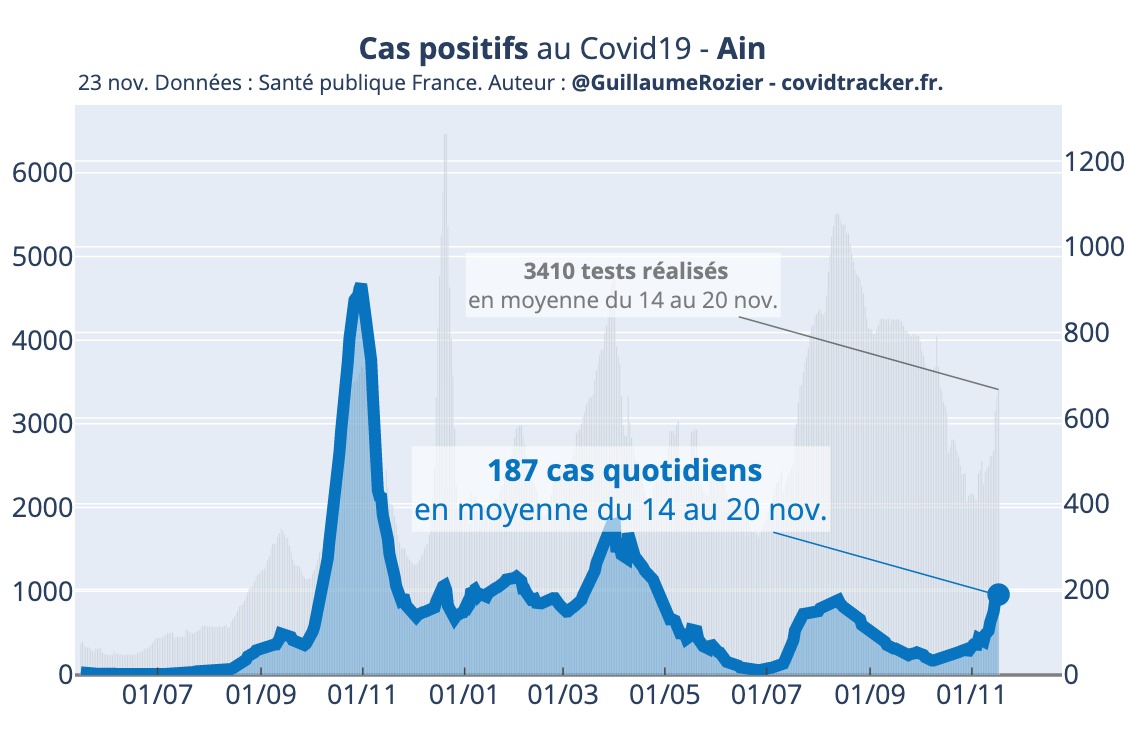 Cas positifs au Covid19 - Ain
23 nov. Données : Santé publique France. Auteur : @GuillaumeRozier - covidtracker.fr.
6000
5000
4000
3000
2000
1000
0
1200
1000
800
600
400
200
0
3410 tests réalisés
en moyenne du 14 au 20 nov.
187 cas quotidiens
en moyenne du 14 au 20 nov.
01/07 01/09 01/11 01/01 01/03 01/05 01/07 01/09 01/11